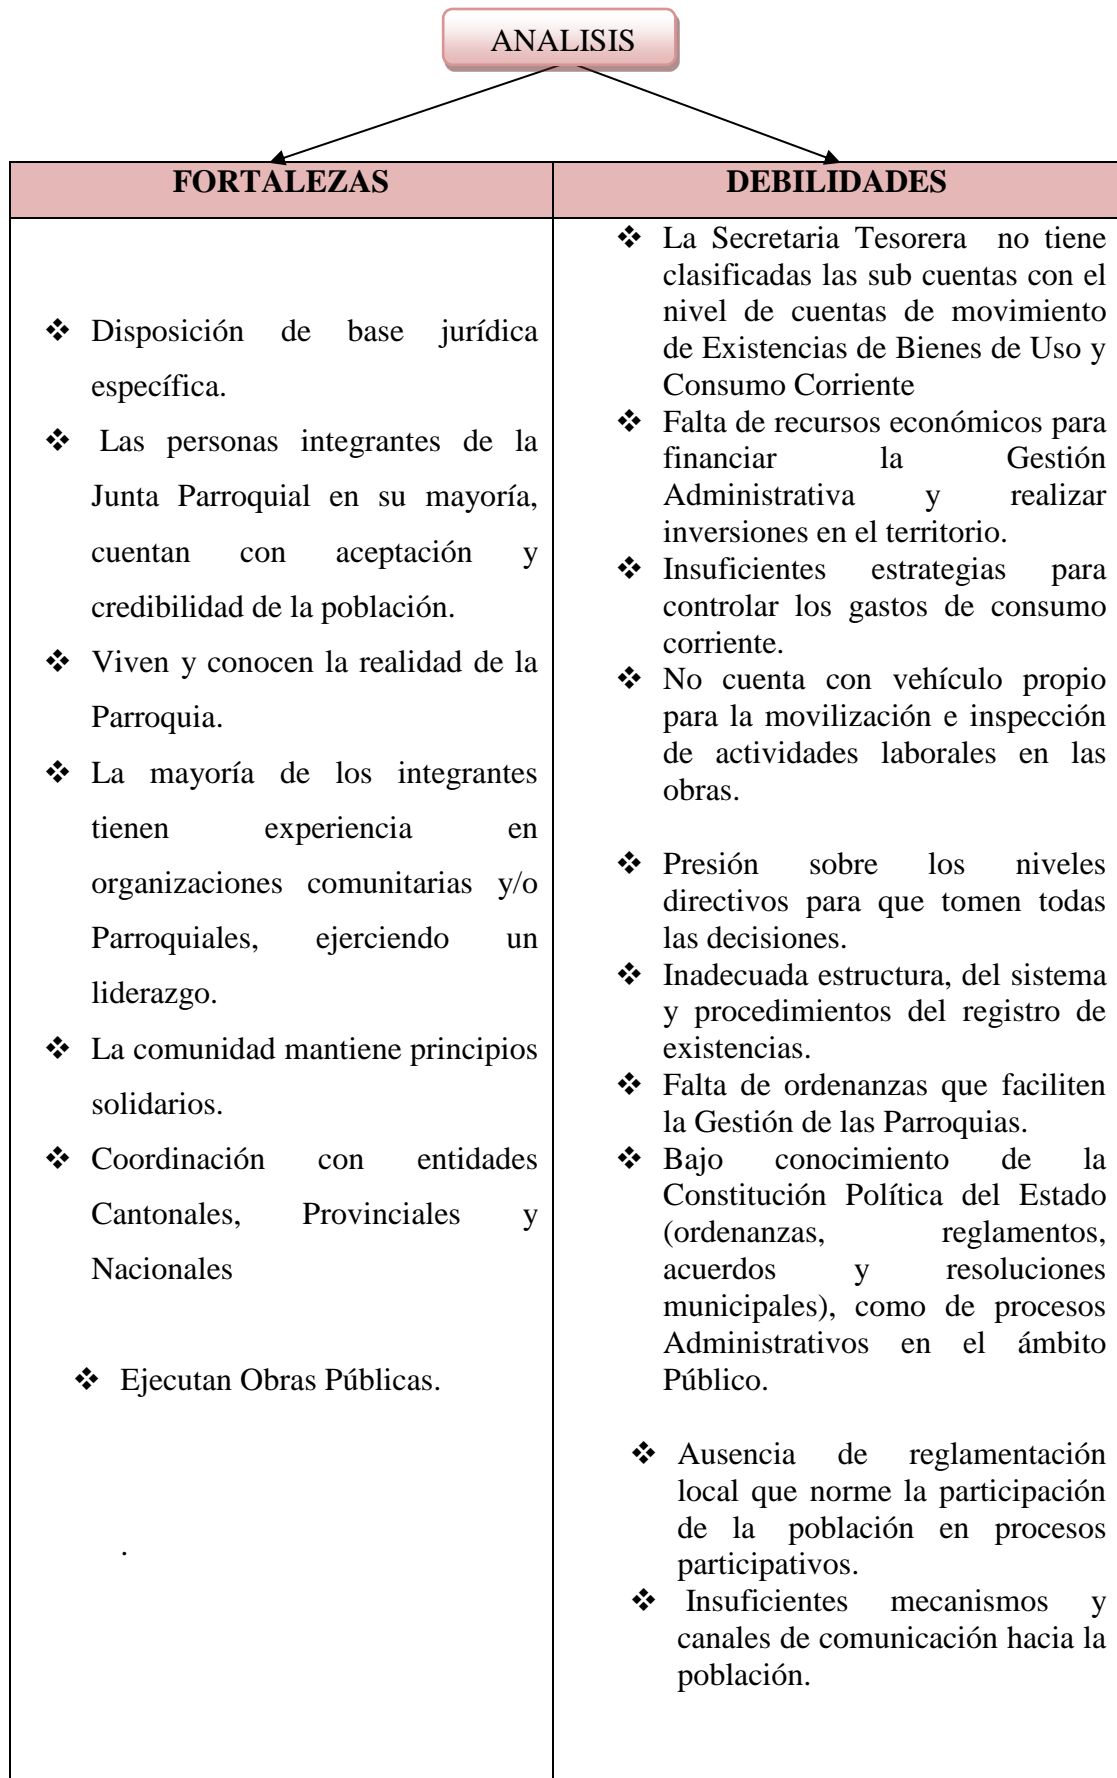 ANALISIS
FORTALEZAS
❖ Disposición de base jurídica
específica.
❖ Las personas integrantes de la
Junta Parroquial en su mayoría,
cuentan con aceptación y
credibilidad de la población.
❖ Viven y conocen la realidad de la
Parroquia.
❖ La mayoría de los integrantes
tienen experiencia en
organizaciones comunitarias y/o
Parroquiales, ejerciendo un
liderazgo.
❖ La comunidad mantiene principios
solidarios.
❖ Coordinación con entidades
Cantonales, Provinciales y
Nacionales
❖ Ejecutan Obras Públicas.
.
DEBILIDADES
❖ La Secretaria Tesorera no tiene
clasificadas las sub cuentas con el
nivel de cuentas de movimiento
de Existencias de Bienes de Uso y
Consumo Corriente
❖ Falta de recursos económicos para
financiar la Gestión
Administrativa y realizar
inversiones en el territorio.
❖ Insuficientes estrategias para
controlar los gastos de consumo
corriente.
❖ No cuenta con vehículo propio
para la movilización e inspección
de actividades laborales en las
obras.
❖ Presión sobre los niveles
directivos para que tomen todas
las decisiones.
❖ Inadecuada estructura, del sistema
y procedimientos del registro de
existencias.
❖ Falta de ordenanzas que faciliten
la Gestión de las Parroquias.
❖ Bajo conocimiento de la
Constitución Política del Estado
(ordenanzas, reglamentos,
acuerdos y resoluciones
municipales), como de procesos
Administrativos en el ámbito
Público.
❖ Ausencia de reglamentación
local que norme la participación
de la población en procesos
participativos.
❖ Insuficientes mecanismos y
canales de comunicación hacia la
población.